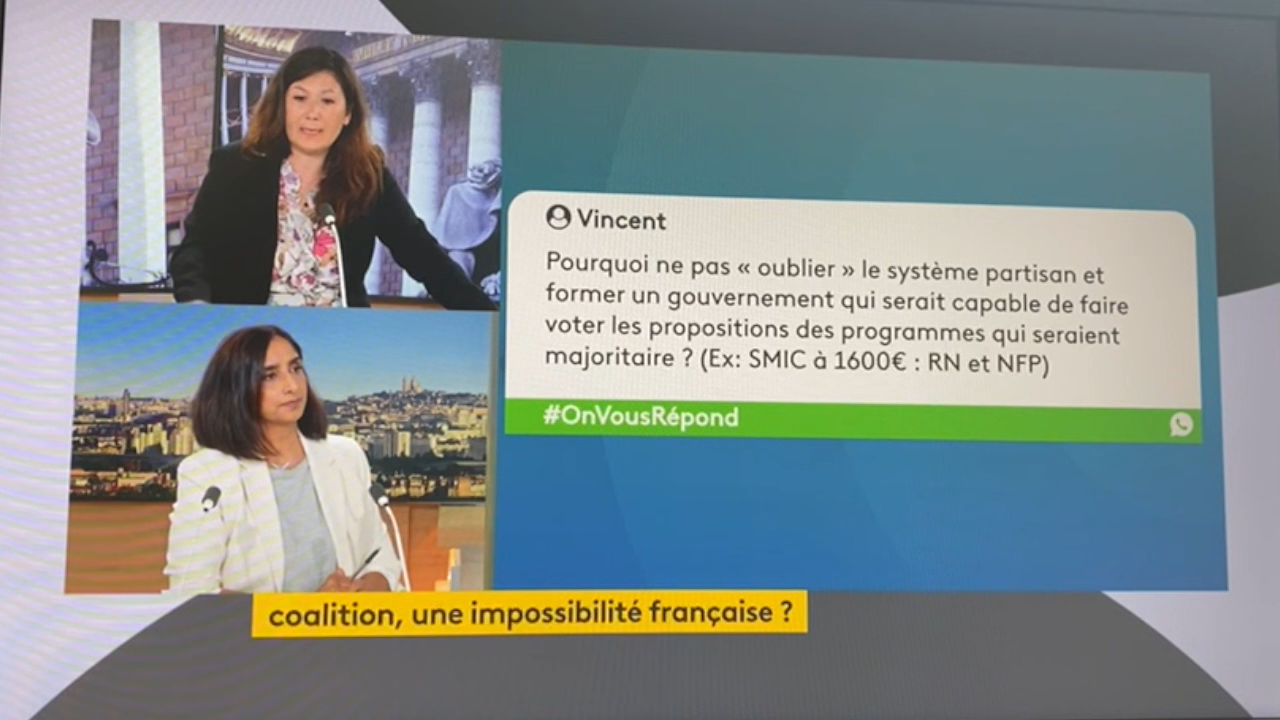 Vincent
Pourquoi ne pas « oublier » le système partisan et
former un gouvernement qui serait capable de faire
voter les propositions des programmes qui seraient
majoritaire ? (Ex: SMIC à 1600€ : RN et NFP)
#OnVousRépond
coalition, une impossibilité française ?